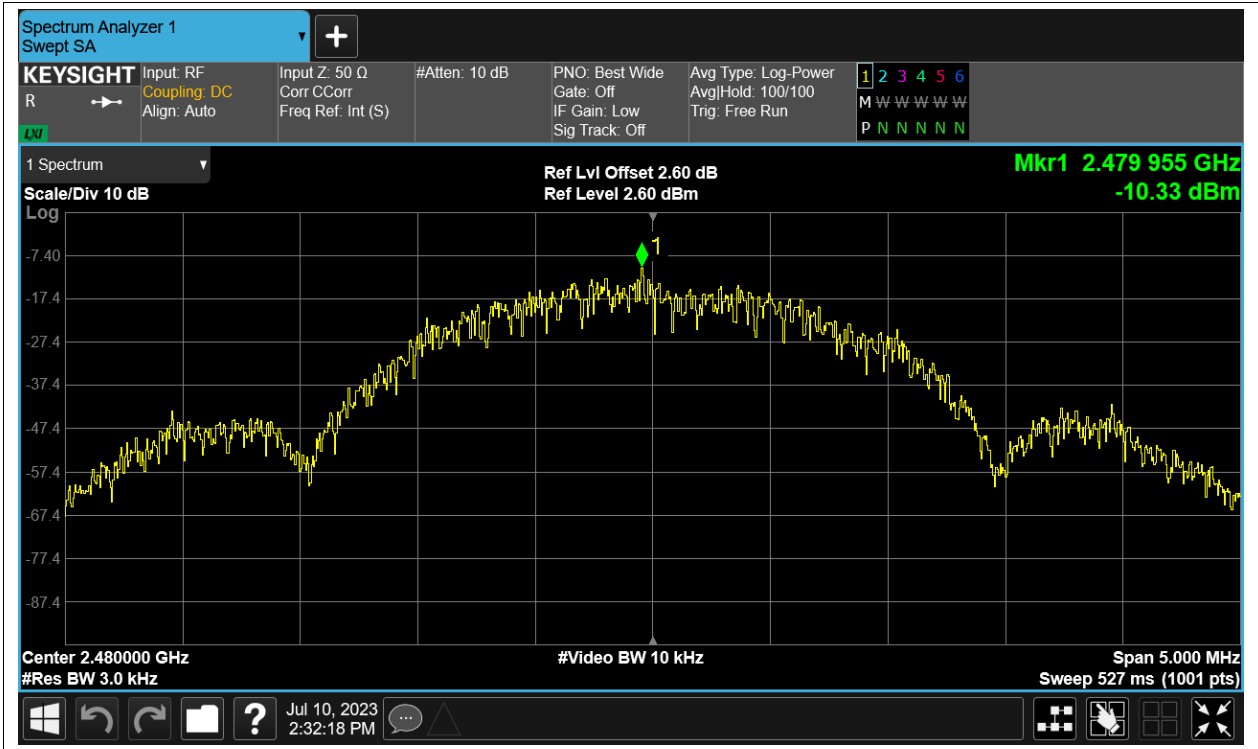 Spectrum Analyzer 1
Swept SA
KEYSIGHT
R
LXI
Input: RF
Coupling: DC
Align: Auto
Input Z: 50 Ω
Corr CCorr
Freq Ref: Int (S)
#Atten: 10 dB
PNO: Best Wide
Gate: Off
IF Gain: Low
Sig Track: Off
Avg Type: Log-Power
Avg|Hold: 100/100
Trig: Free Run
1 2 3 4 5 6
M W W W W W
P N N N N N
1 Spectrum
Scale/Div 10 dB
Log
Ref Lvl Offset 2.60 dB
Ref Level 2.60 dBm
Mkr1 2.479 955 GHz
-10.33 dBm
1
-7.40
-17.4
-27.4
-37.4
-47.4
-57.4
-67.4
-77.4
-87.4
Center 2.480000 GHz
#Res BW 3.0 kHz
#Video BW 10 kHz
Span 5.000 MHz
Sweep 527 ms (1001 pts)
?
Jul 10, 2023
2:32:18 PM